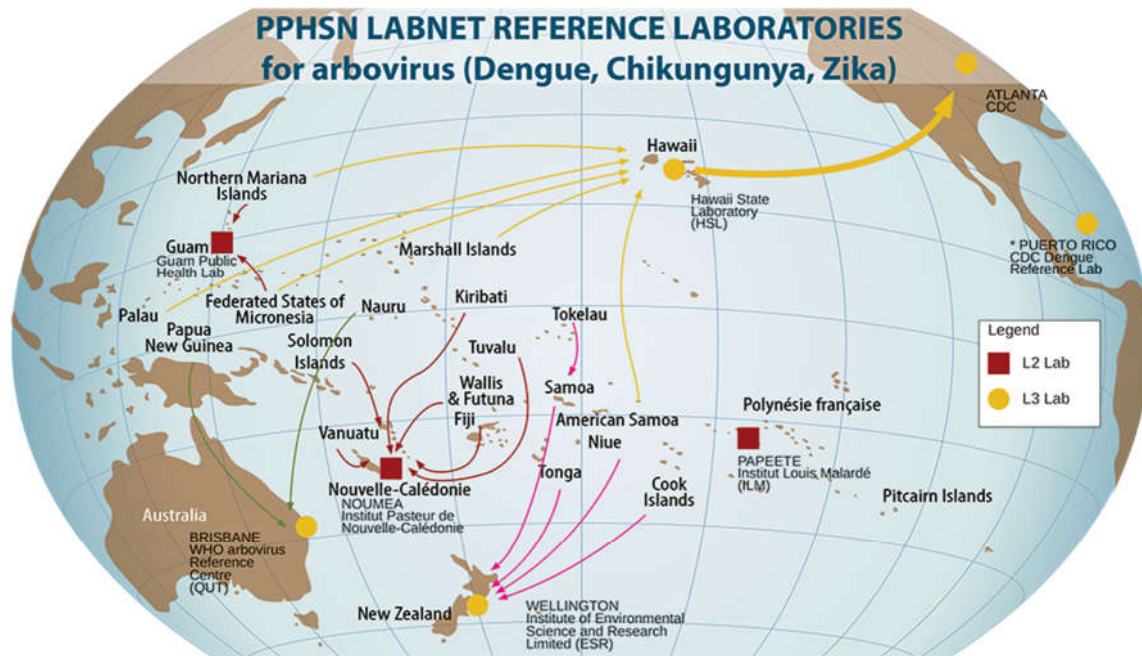 PPHSN LABNET REFERENCE LABORATORIES
for arbovirus (Dengue, Chikungunya, Zika)
ATLANTA
CDC
Hawaii
Northern Mariana
Islands
Hawaii State
Laboratory
(HSL)
Guam
Guam Public
Health Lab
Marshall Islands
* PUERTO RICO
CDC Dengue
Reference Lab
Palau
Federated States of
Micronesia
Nauru
Kiribati
Tokelau
Papua
New Guinea
Solomon
Islands
Tuvalu
Legend
L2 Lab
L3 Lab
Wallis
& Futuna
Samoa
Fiji
American Samoa
Niue
Polynésie française
Vanuatu
PAPEETE
Institut Louis Malardé
(ILM)
Tonga
Cook
Islands
Pitcairn Islands
Nouvelle-Calédonie
NOUMEA
Institut Pasteur de
Nouvelle-Calédonie
Australia
BRISBANE
WHO arbovirus
Reference
Centre
(QUT)
New Zealand
WELLINGTON
Institute of Environmental
Science and Research
Limited (ESR)